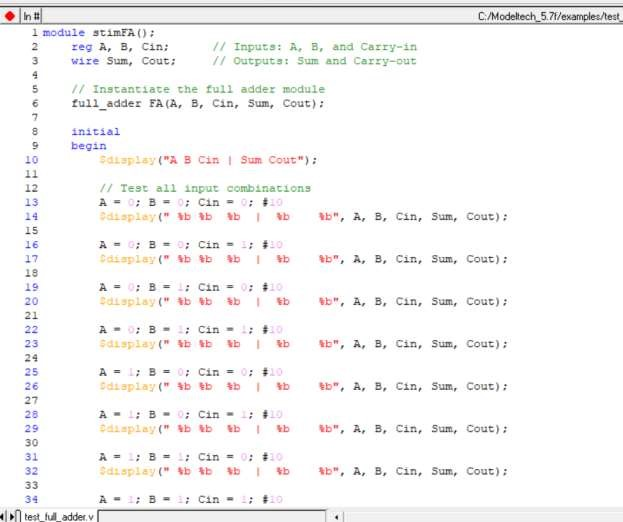 ln # C:/Modeltech_5.7f/examples/test_
1 module stimFA();
2 reg A, B, Cin; // Inputs: A, B, and Carry-in
3 wire Sum, Cout; // Outputs: Sum and Carry-out
4
5 // Instantiate the full adder module
6 full_adder FA(A, B, Cin, Sum, Cout);
7
8 initial
9 begin
10 $display("A B Cin | Sum Cout");
11
12 // Test all input combinations
13 A = 0; B = 0; Cin = 0; #10
14 $display(" %b %b  %b  |  %b    %b", A, B, Cin, Sum, Cout);
15
16 A = 0; B = 0; Cin = 1; #10
17 $display(" %b %b  %b  |  %b    %b", A, B, Cin, Sum, Cout);
18
19 A = 0; B = 1; Cin = 0; #10
20 $display(" %b %b  %b  |  %b    %b", A, B, Cin, Sum, Cout);
21
22 A = 0; B = 1; Cin = 1; #10
23 $display(" %b %b  %b  |  %b    %b", A, B, Cin, Sum, Cout);
24
25 A = 1; B = 0; Cin = 0; #10
26 $display(" %b %b  %b  |  %b    %b", A, B, Cin, Sum, Cout);
27
28 A = 1; B = 0; Cin = 1; #10
29 $display(" %b %b  %b  |  %b    %b", A, B, Cin, Sum, Cout);
30
31 A = 1; B = 1; Cin = 0; #10
32 $display(" %b %b  %b  |  %b    %b", A, B, Cin, Sum, Cout);
33
34 A = 1; B = 1; Cin = 1; #10
test_full_adder.v